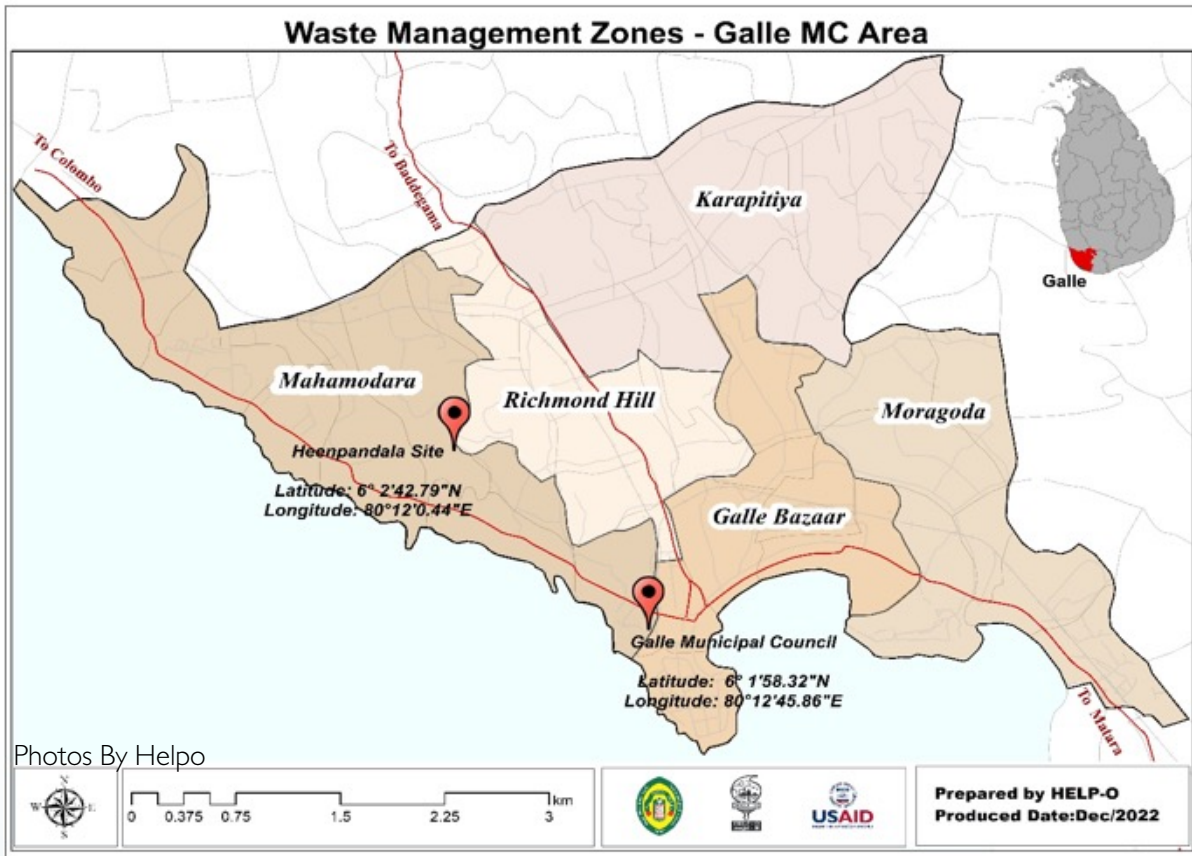 Waste Management Zones - Galle MC Area
To Colombo
To Baddegama
Karapitiya
Galle
Mahamodara
Richmond Hill
Moragoda
Heenpandala Site
Latitude: 6° 2'42.79"N
Longitude: 80°12'0.44"E
Galle Bazaar
Galle Municipal Council
Latitude: 6° 1'58.32"N
Longitude: 80°12'45.86"E
To Matara
Photos By Helpo
N
W E
S
km
0 0.375 0.75 1.5 2.25 3
USAID
Prepared by HELP-O
Produced Date:Dec/2022